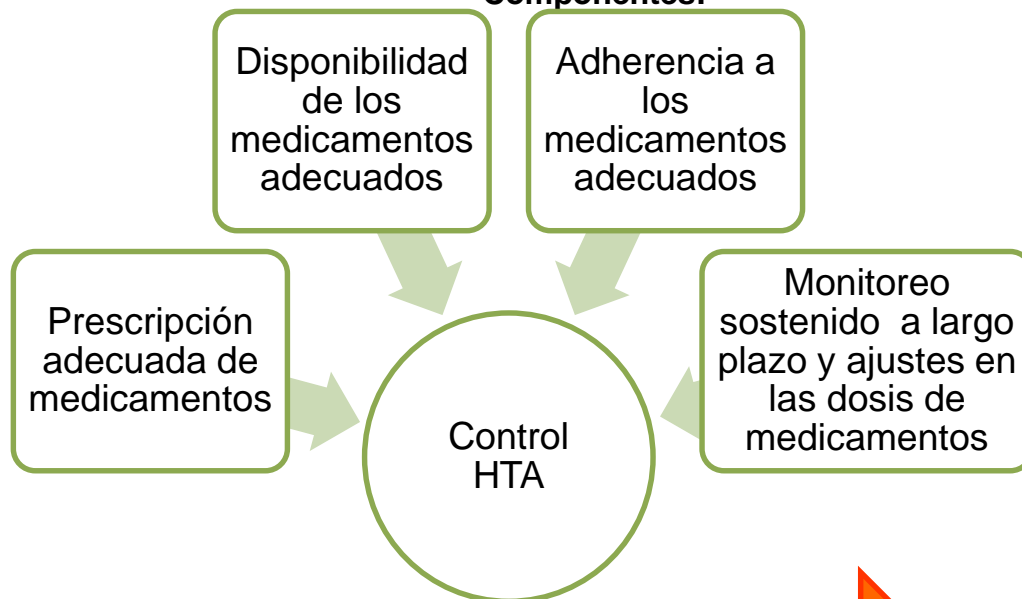 Componentes:
Disponibilidad
de los
medicamentos
adecuados
Adherencia a
los
medicamentos
adecuados
Prescripción
adecuada de
medicamentos
Monitoreo
sostenido a largo
plazo y ajustes en
las dosis de
medicamentos
Control
HTA